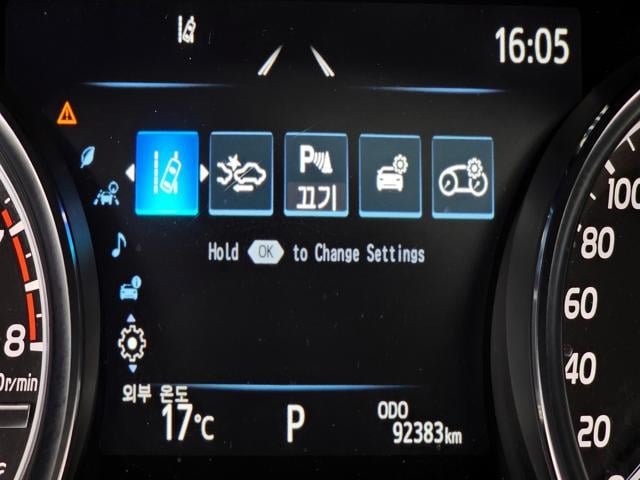 16:05
P
끄기
Hold OK to Change Settings
외부 온도
17°C
P
ODO
92383km
8
r/min
100
80
60
40
20